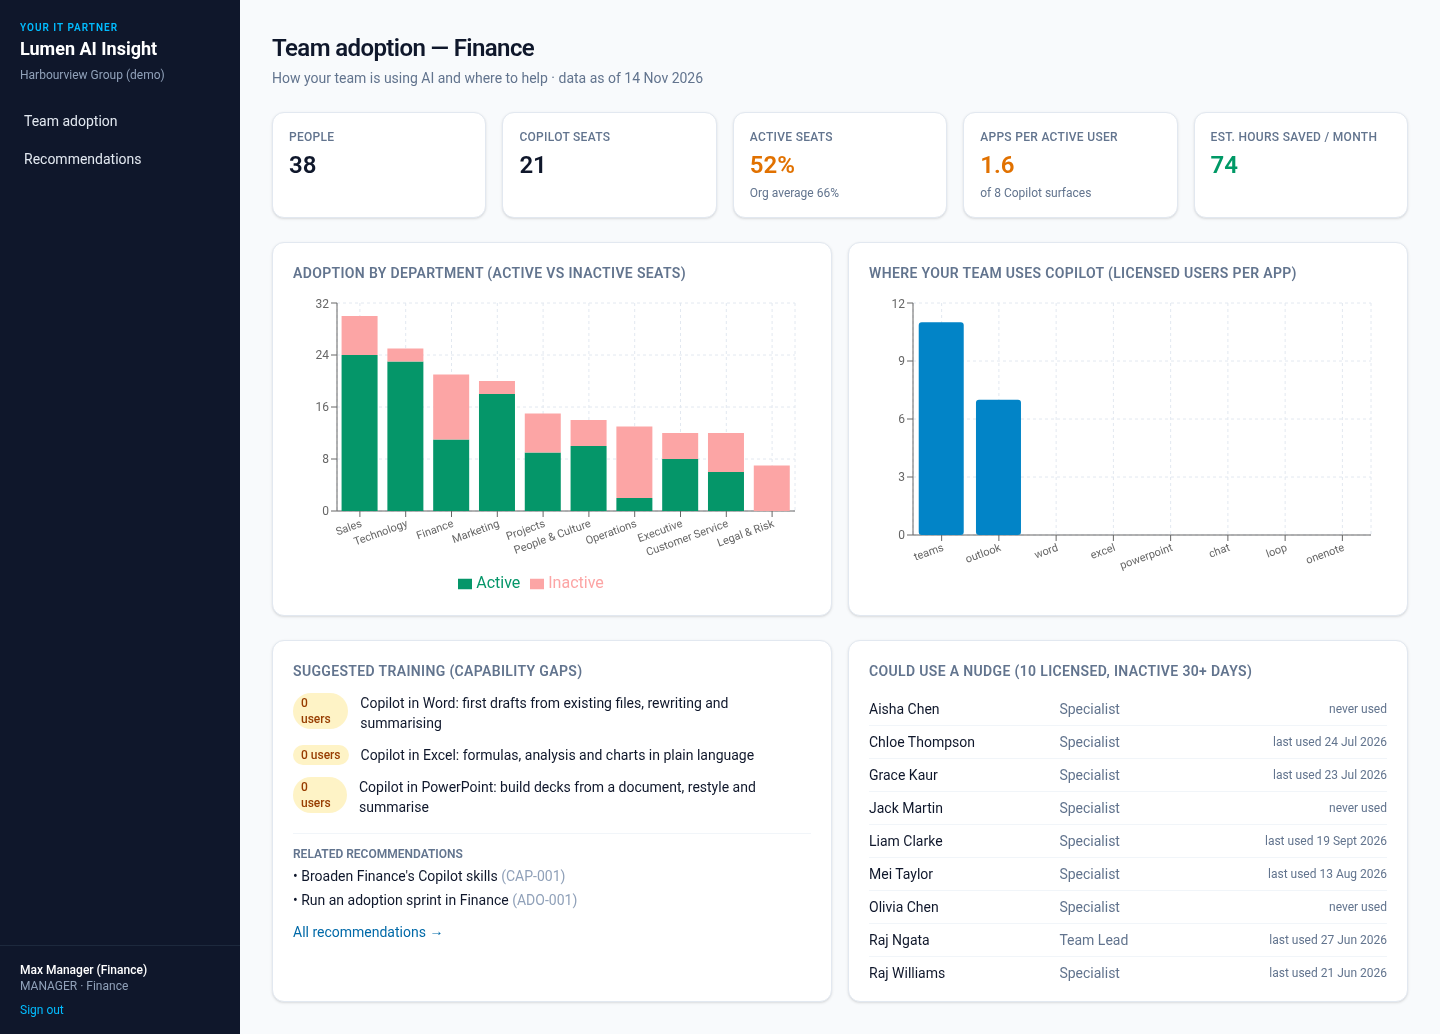 YOUR IT PARTNER
Lumen AI Insight
Harbourview Group (demo)
Team adoption
Recommendations
Max Manager (Finance)
MANAGER · Finance
Sign out
Team adoption — Finance
How your team is using AI and where to help · data as of 14 Nov 2026
PEOPLE
38
COPILOT SEATS
21
ACTIVE SEATS
52%
Org average 66%
APPS PER ACTIVE USER
1.6
of 8 Copilot surfaces
EST. HOURS SAVED / MONTH
74
ADOPTION BY DEPARTMENT (ACTIVE VS INACTIVE SEATS)
32
24
16
8
0
Sales
Technology
Finance
Marketing
Projects
People & Culture
Operations
Executive
Customer Service
Legal & Risk
Active
Inactive
WHERE YOUR TEAM USES COPILOT (LICENSED USERS PER APP)
12
9
6
3
0
teams
outlook
word
excel
powerpoint
chat
loop
onenote
SUGGESTED TRAINING (CAPABILITY GAPS)
0
users
Copilot in Word: first drafts from existing files, rewriting and
summarising
0 users
Copilot in Excel: formulas, analysis and charts in plain language
0
users
Copilot in PowerPoint: build decks from a document, restyle and
summarise
RELATED RECOMMENDATIONS
• Broaden Finance's Copilot skills (CAP-001)
• Run an adoption sprint in Finance (ADO-001)
All recommendations →
COULD USE A NUDGE (10 LICENSED, INACTIVE 30+ DAYS)
Aisha Chen Specialist never used
Chloe Thompson Specialist last used 24 Jul 2026
Grace Kaur Specialist last used 23 Jul 2026
Jack Martin Specialist never used
Liam Clarke Specialist last used 19 Sept 2026
Mei Taylor Specialist last used 13 Aug 2026
Olivia Chen Specialist never used
Raj Ngata Team Lead last used 27 Jun 2026
Raj Williams Specialist last used 21 Jun 2026